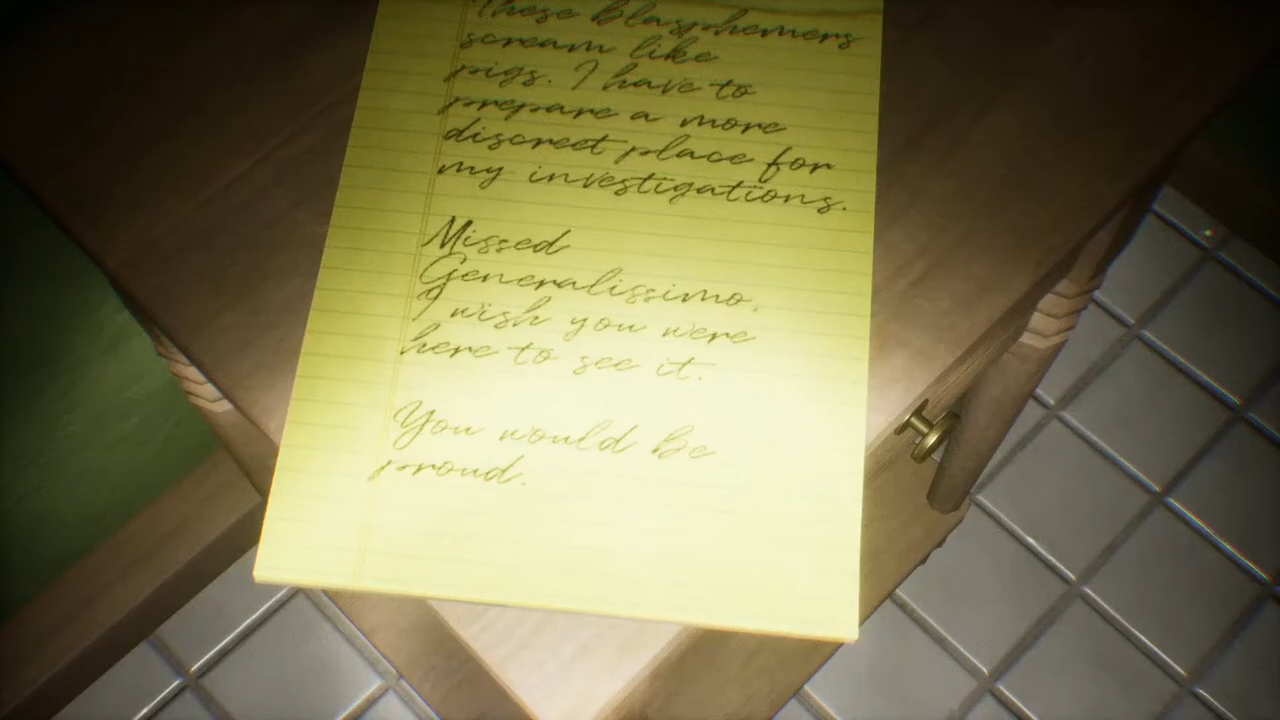 These blasphemers
scream like
pigs. I have to
prepare a more
discreet place for
my investigations.
Missed
Generalissimo,
I wish you were
here to see it.
You would be
proud.